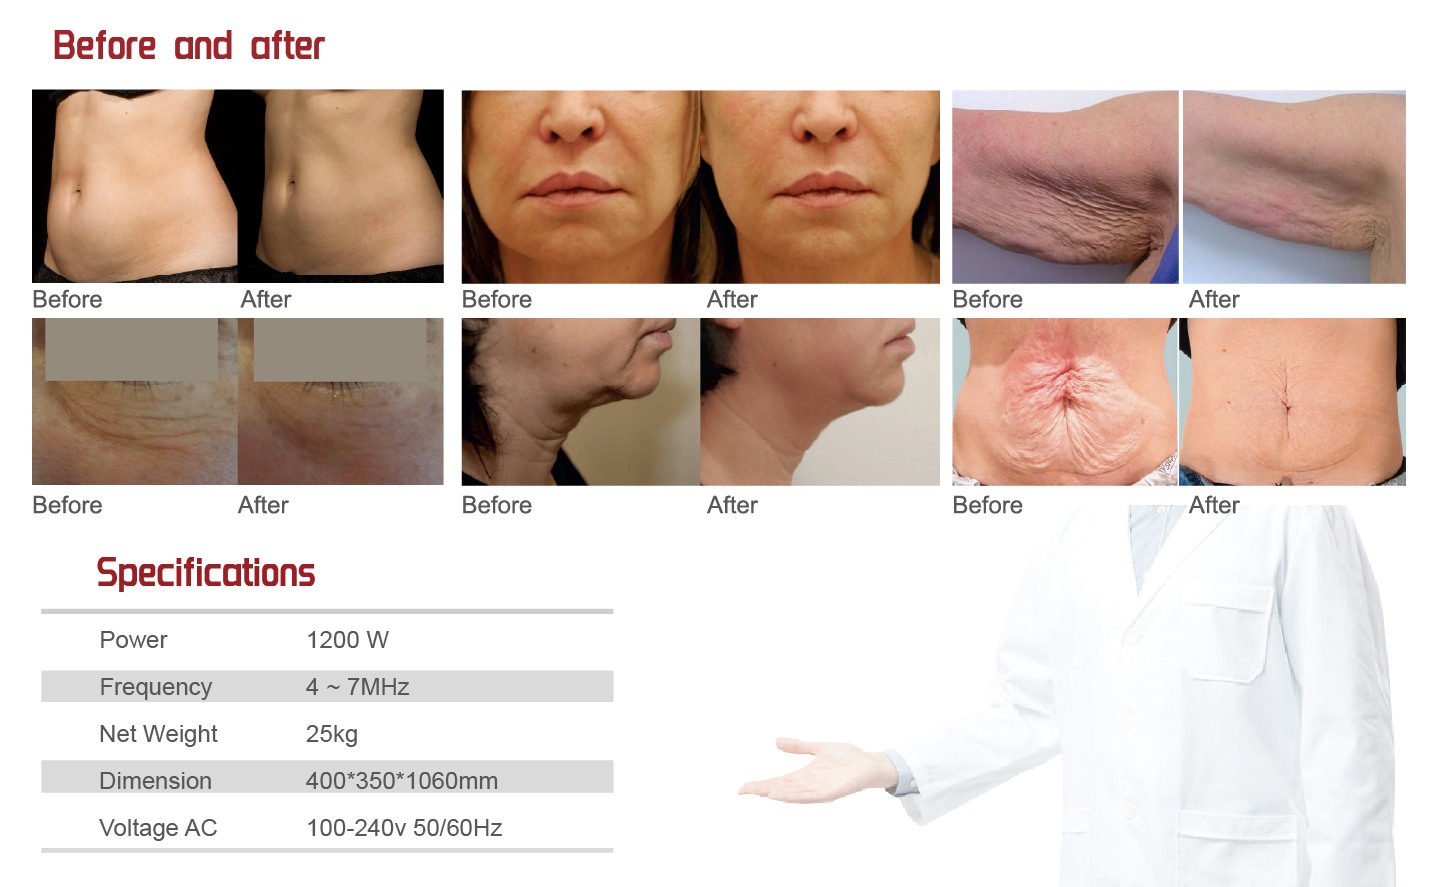 Before and after
Before After Before After Before After
Before After Before After Before After
Specifications
Power 1200 W
Frequency 4 ~ 7MHz
Net Weight 25kg
Dimension 400*350*1060mm
Voltage AC 100-240v 50/60Hz